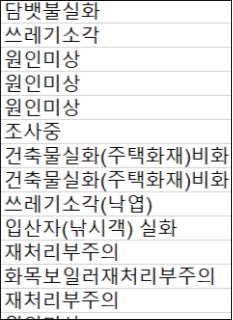 담뱃불실화
쓰레기소각
원인미상
원인미상
원인미상
조사중
건축물실화(주택화재)비화
건축물실화(주택화재)비화
쓰레기소각(낙엽)
입산자(낚시객) 실화
재처리부주의
화목보일러재처리부주의
재처리부주의
원인미상